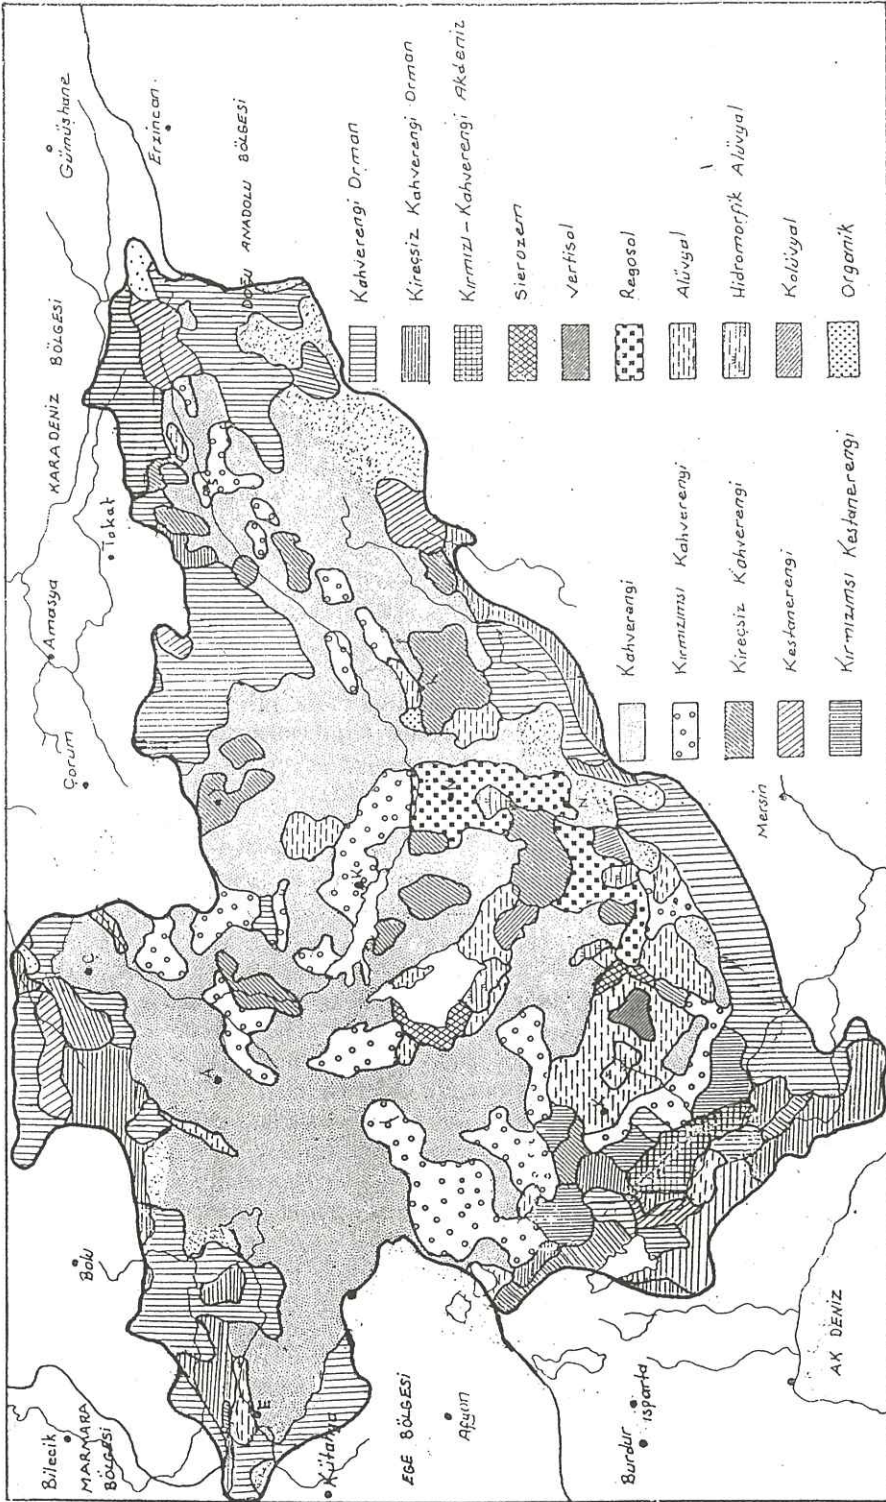 Bilecik
MARMARA
BÖLGESİ
Bolu
Çorum
Amasya
Tokat
KARADENİZ BÖLGESİ
Gümüşhane
Erzincan
DOĞU ANADOLU BÖLGESİ
Kütahya
EGE BÖLGESİ
Afyon
Burdur
isparta
AK DENİZ
Mersin
E
A
Ç
K
K
N
N
S
Kahverengi
Kırmızımsı Kahverengi
Kireçsiz Kahverengi
Kestanerengi
Kırmızımsı Kestanerengi
Kahverengi Orman
Kireçsiz Kahverengi Orman
Kırmızı-Kahverengi Akdeniz
Sierozem
Vertisol
Regosol
Alüvyal
Hidromorfik Alüvyal
Kolüvyal
Organik